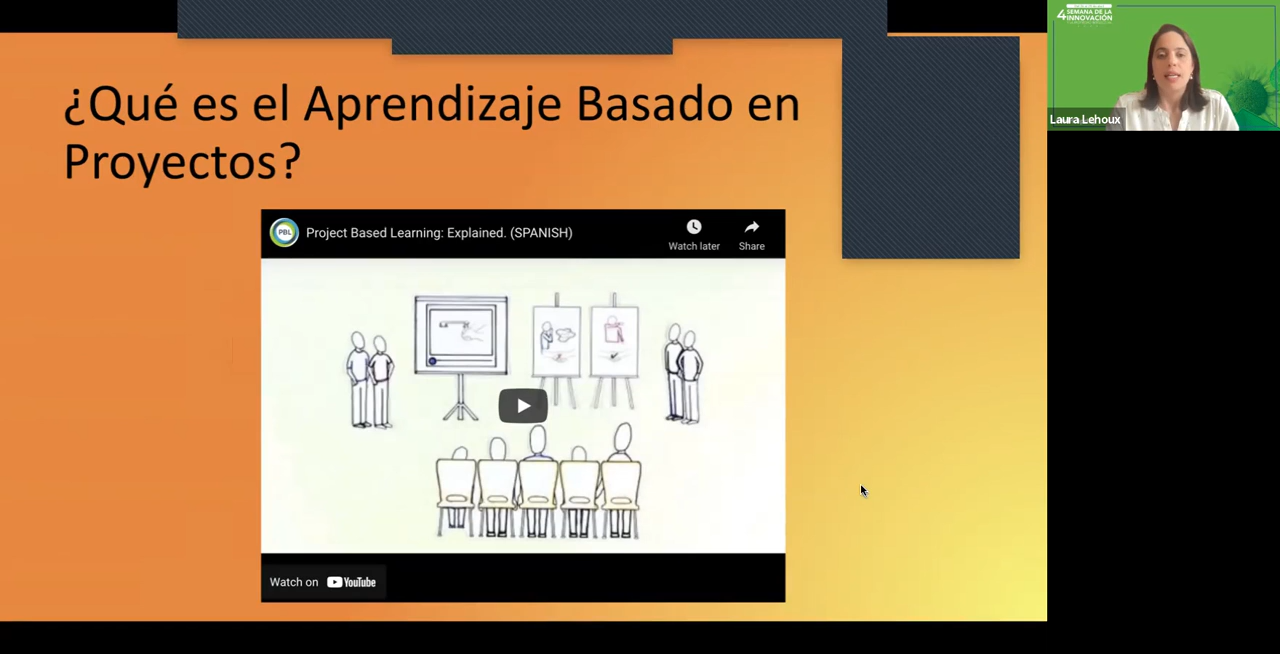 ¿Qué es el Aprendizaje Basado en
Proyectos?
PBL
Project Based Learning: Explained. (SPANISH)
Watch later
Share
Watch on YouTube
4 SEMANA DE LA
INNOVACIÓN
Laura Lehoux